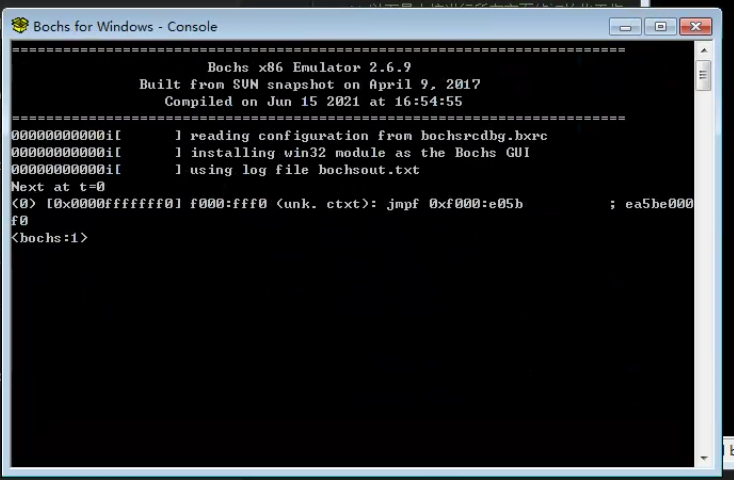 Bochs for Windows - Console
==========================================================================
Bochs x86 Emulator 2.6.9
Built from SVN snapshot on April 9, 2017
Compiled on Jun 15 2021 at 16:54:55
==========================================================================
00000000000i[      ] reading configuration from bochsrcdbg.bxrc
00000000000i[      ] installing win32 module as the Bochs GUI
00000000000i[      ] using log file bochsout.txt
Next at t=0
(0) [0x0000fffffff0] f000:fff0 (unk. ctxt): jmpf 0xf000:e05b          ; ea5be000
f0
<bochs:1>